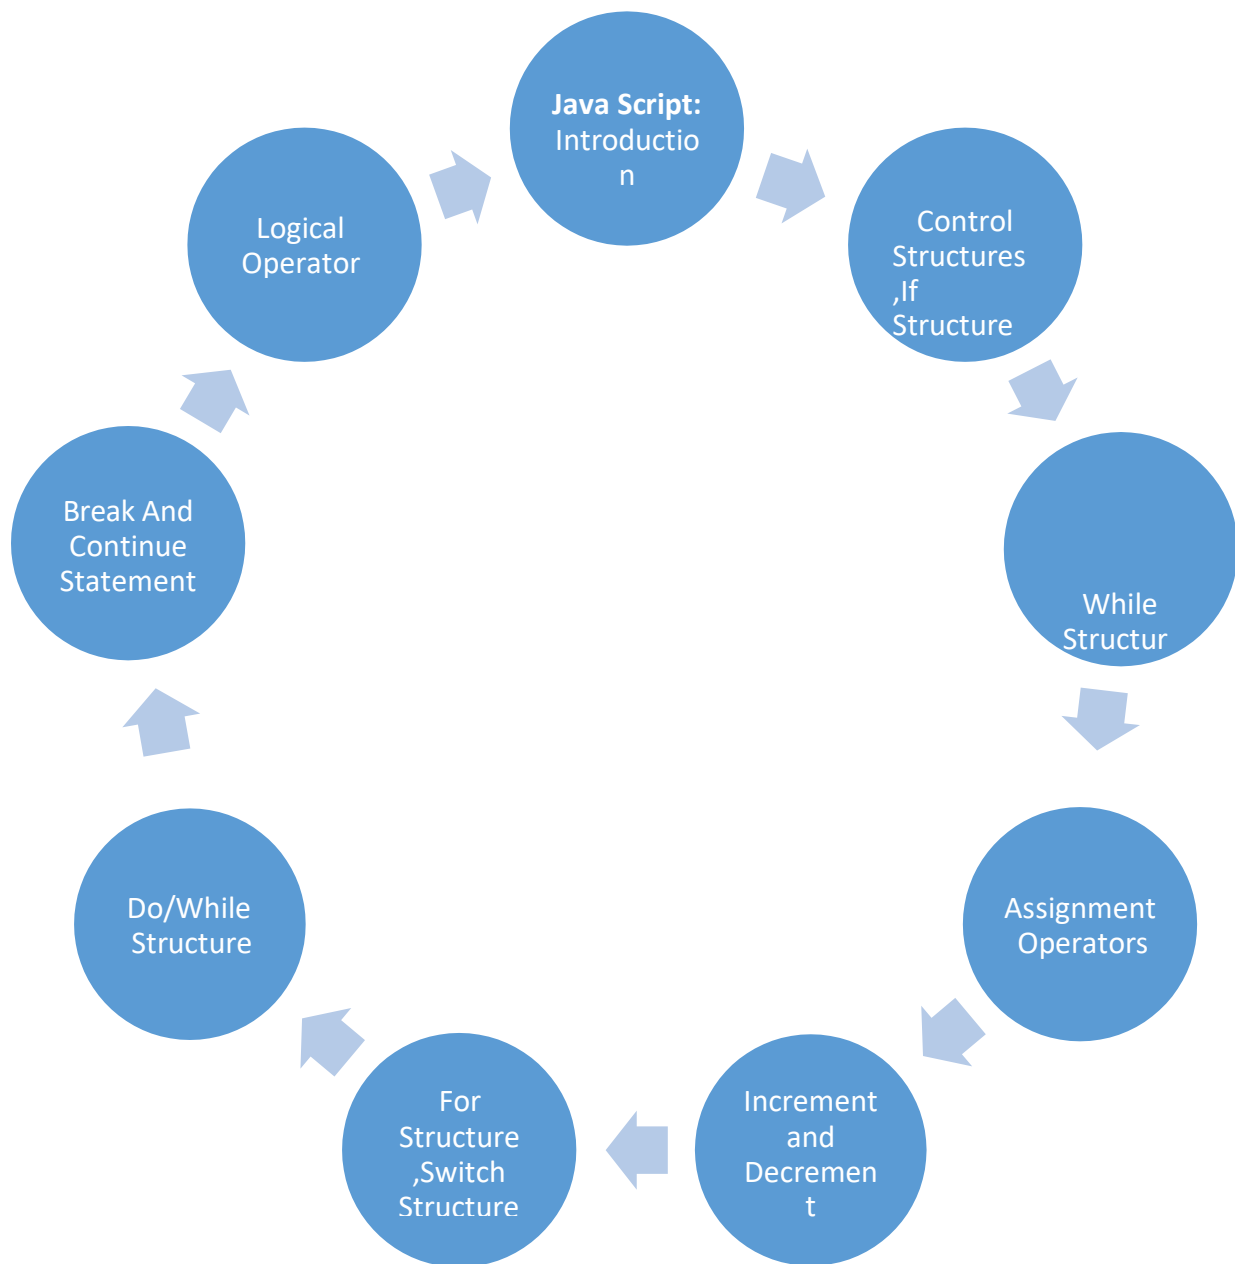 Java Script:
Introductio
n
Control
Structures
,If
Structure
While
Structur
Assignment
Operators
Increment
and
Decremen
t
For
Structure
,Switch
Structure
Do/While
Structure
Break And
Continue
Statement
Logical
Operator